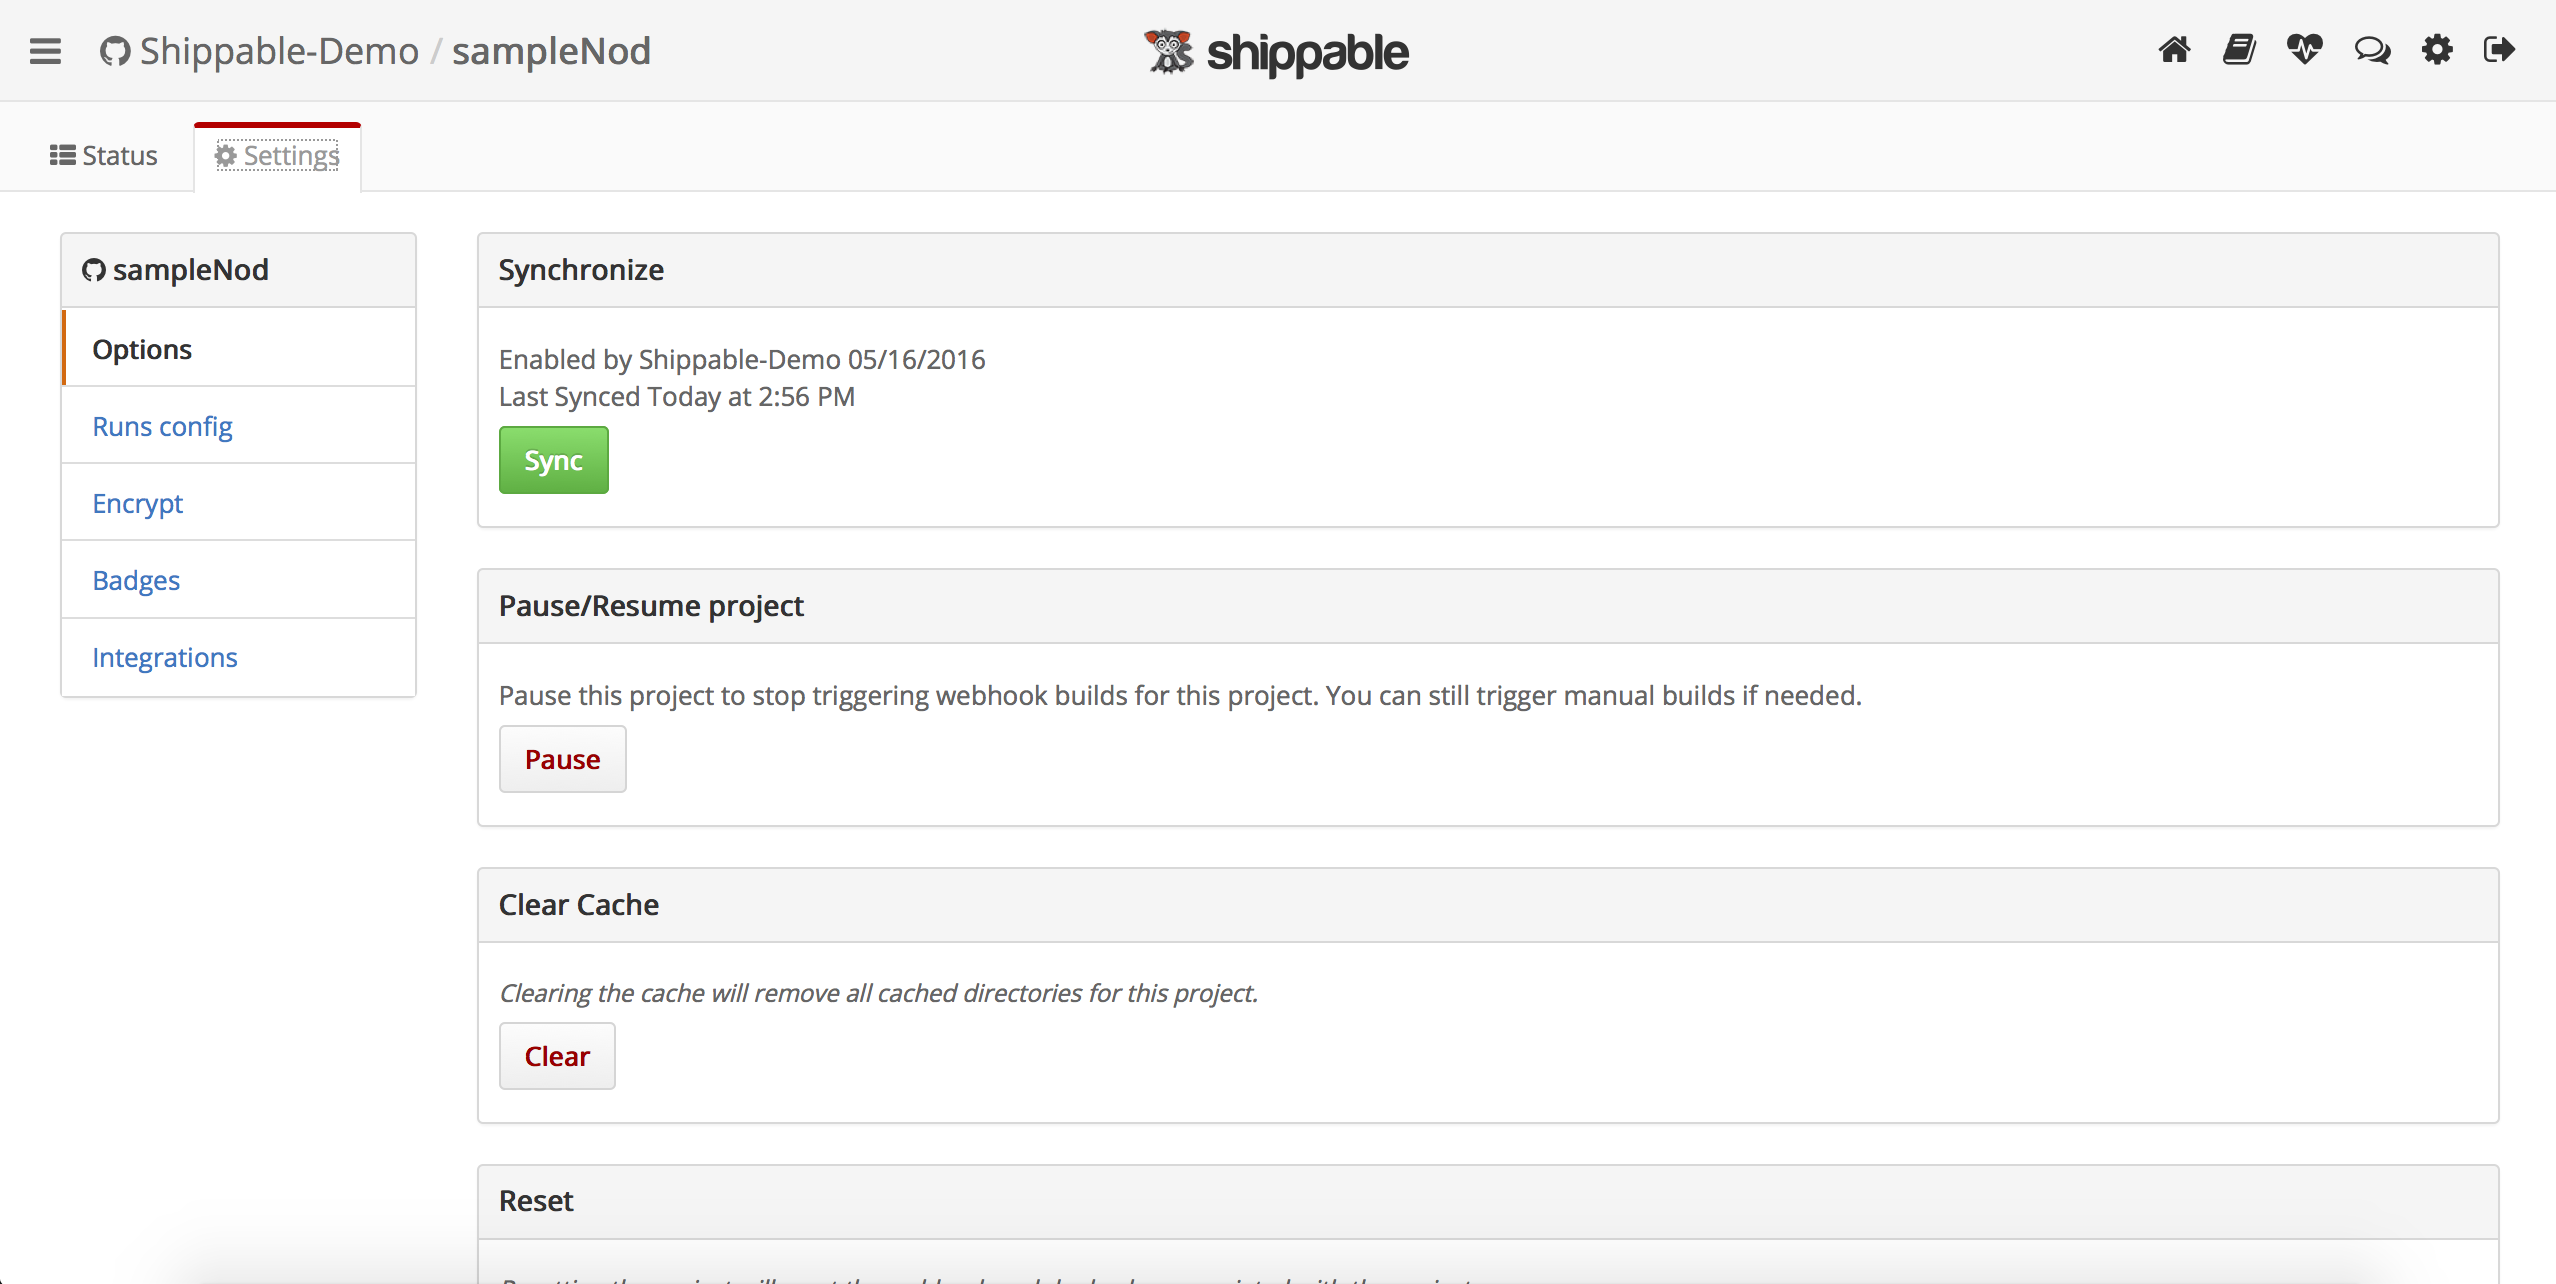 Shippable-Demo / sampleNod
shippable
Status
Settings
sampleNod
Options
Runs config
Encrypt
Badges
Integrations
Synchronize
Enabled by Shippable-Demo 05/16/2016
Last Synced Today at 2:56 PM
Sync
Pause/Resume project
Pause this project to stop triggering webhook builds for this project. You can still trigger manual builds if needed.
Pause
Clear Cache
Clearing the cache will remove all cached directories for this project.
Clear
Reset